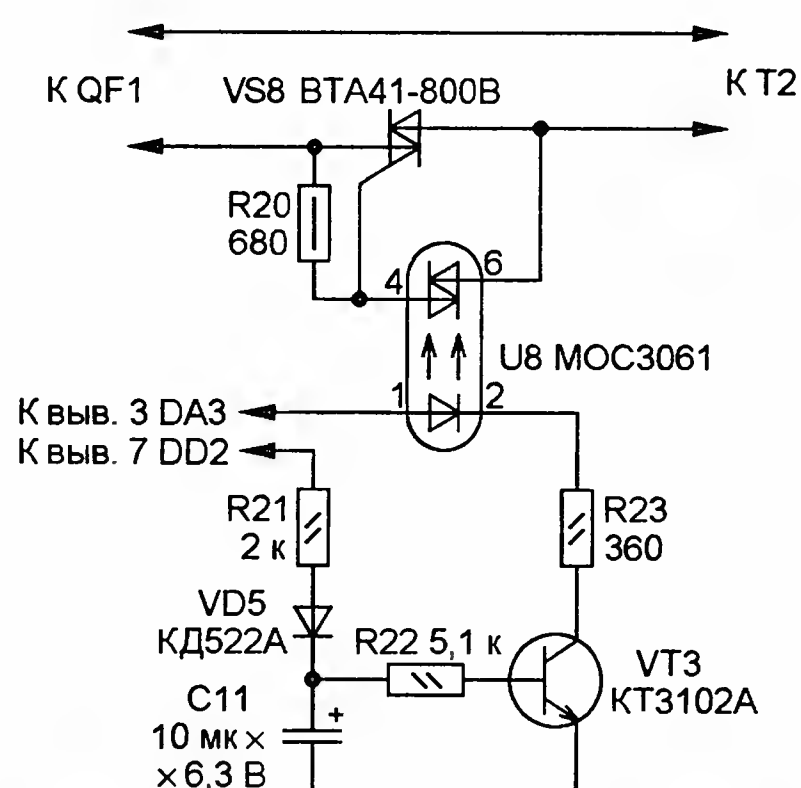 К QF1
VS8 BTA41-800B
К T2
R20
680
4
6
U8 MOC3061
1
2
К выв. 3 DA3
К выв. 7 DD2
R21
2 к
R23
360
VD5
КД522А
R22 5,1 к
VT3
КТ3102А
C11
+
10 мк ×
× 6,3 В